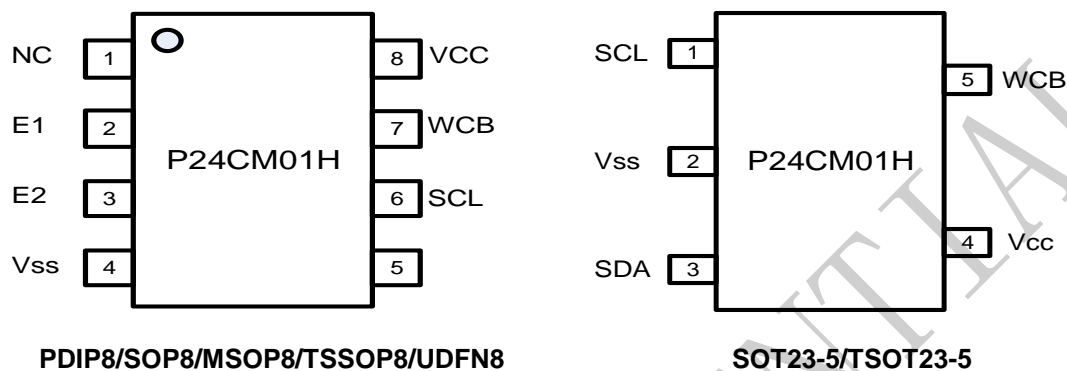 NC 1 8 VCC
E1 2 7 WCB
P24CM01H
E2 3 6 SCL
Vss 4 5
PDIP8/SOP8/MSOP8/TSSOP8/UDFN8
SCL 1
5 WCB
Vss 2 P24CM01H
4 Vcc
SDA 3
SOT23-5/TSOT23-5
NTIA